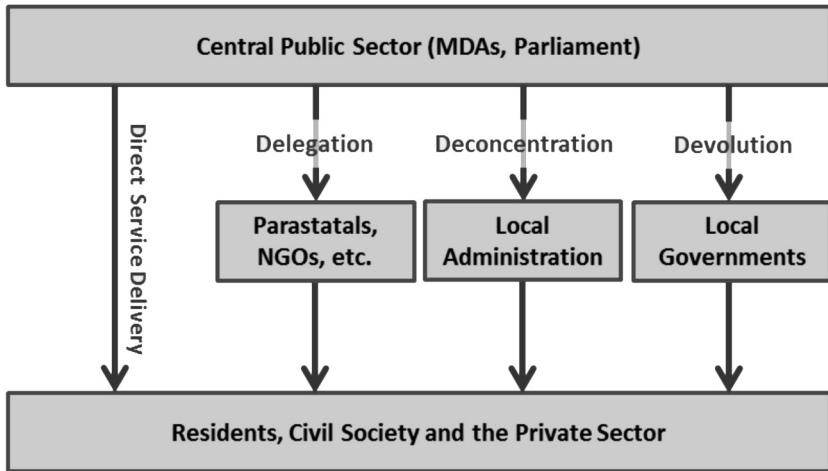 Central Public Sector (MDAs, Parliament)
Direct Service Delivery
Delegation
Deconcentration
Devolution
Parastatals,
NGOs, etc.
Local
Administration
Local
Governments
Residents, Civil Society and the Private Sector